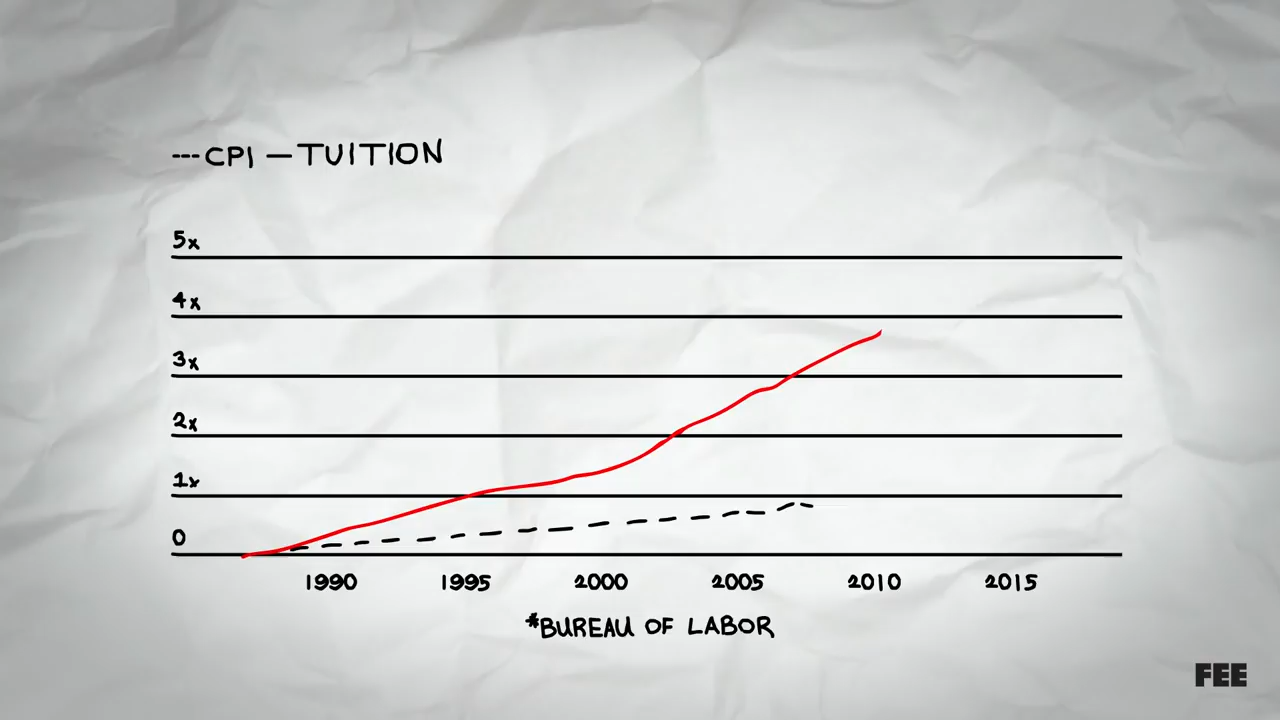 --- CPI — TUITION
5x
4x
3x
2x
1x
0
1990 1995 2000 2005 2010 2015
*BUREAU OF LABOR
FEE